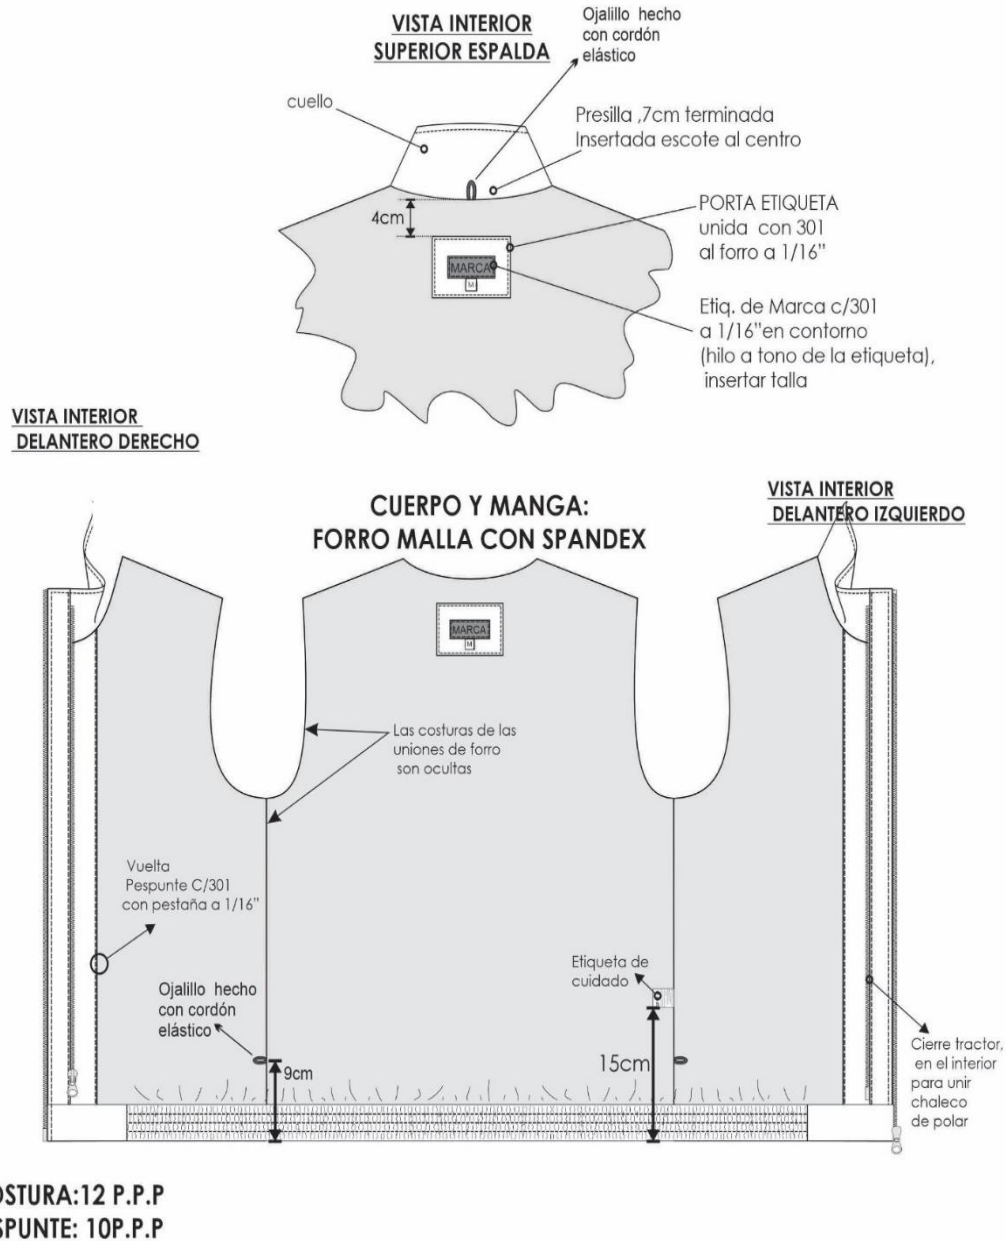 VISTA INTERIOR
SUPERIOR ESPALDA
Ojalillo hecho
con cordón
elástico
cuello
Presilla ,7cm terminada
Insertada escote al centro
4cm
PORTA ETIQUETA
unida con 301
al forro a 1/16"
MARCA
M
Etiq. de Marca c/301
a 1/16"en contorno
(hilo a tono de la etiqueta),
insertar talla
VISTA INTERIOR
DELANTERO DERECHO
CUERPO Y MANGA:
FORRO MALLA CON SPANDEX
VISTA INTERIOR
DELANTERO IZQUIERDO
MARCA
M
Las costuras de las
uniones de forro
son ocultas
Vuelta
Pespunte C/301
con pestaña a 1/16"
Etiqueta de
cuidado
Ojalillo hecho
con cordón
elástico
9cm
15cm
Cierre tractor,
en el interior
para unir
chaleco
de polar
OSTURA:12 P.P.P
SPUNTE: 10P.P.P